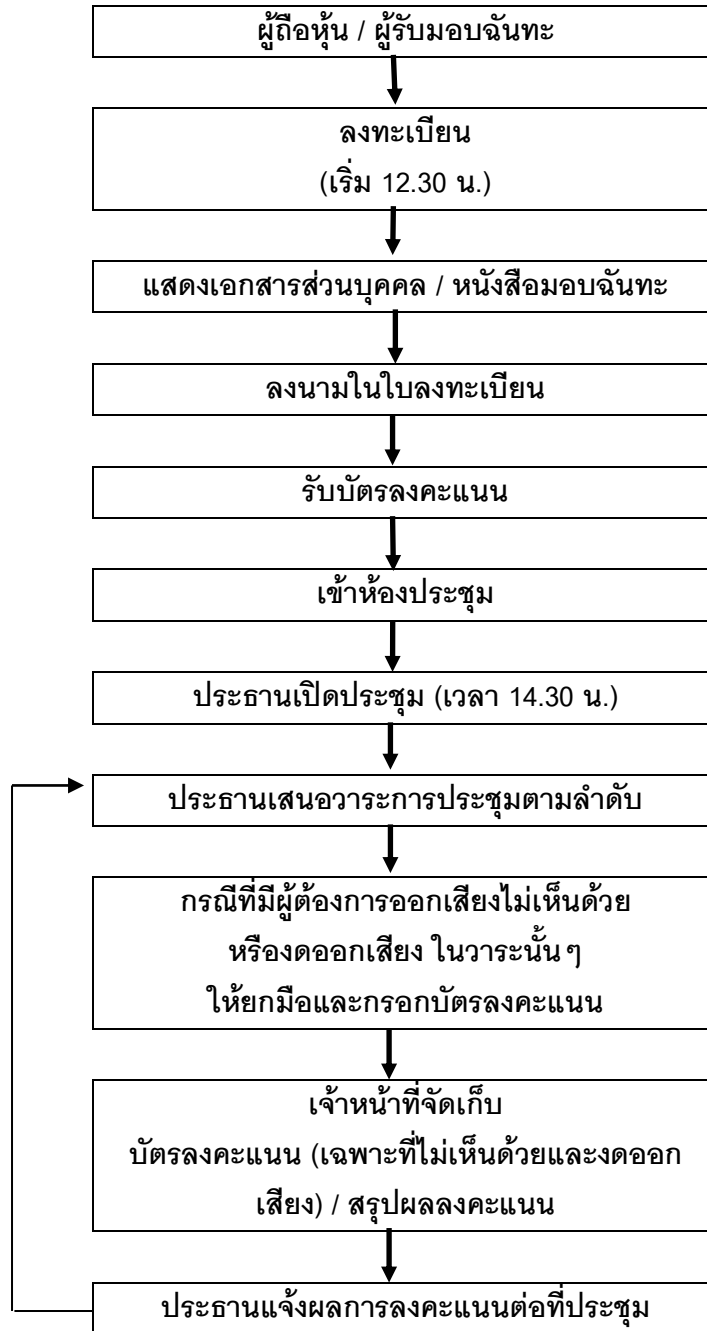 ผู้ถือหุ้น / ผู้รับมอบฉันทะ
ลงทะเบียน
(เริ่ม 12.30 น.)
แสดงเอกสารส่วนบุคคล / หนังสือมอบฉันทะ
ลงนามในใบลงทะเบียน
รับบัตรลงคะแนน
เข้าห้องประชุม
ประธานเปิดประชุม (เวลา 14.30 น.)
ประธานเสนอวาระการประชุมตามลำดับ
กรณีที่มีผู้ต้องการออกเสียงไม่เห็นด้วย
หรืองดออกเสียง ในวาระนั้นๆ
ให้ยกมือและกรอกบัตรลงคะแนน
เจ้าหน้าที่จัดเก็บ
บัตรลงคะแนน (เฉพาะที่ไม่เห็นด้วยและงดออก
เสียง) / สรุปผลลงคะแนน
ประธานแจ้งผลการลงคะแนนต่อที่ประชุม